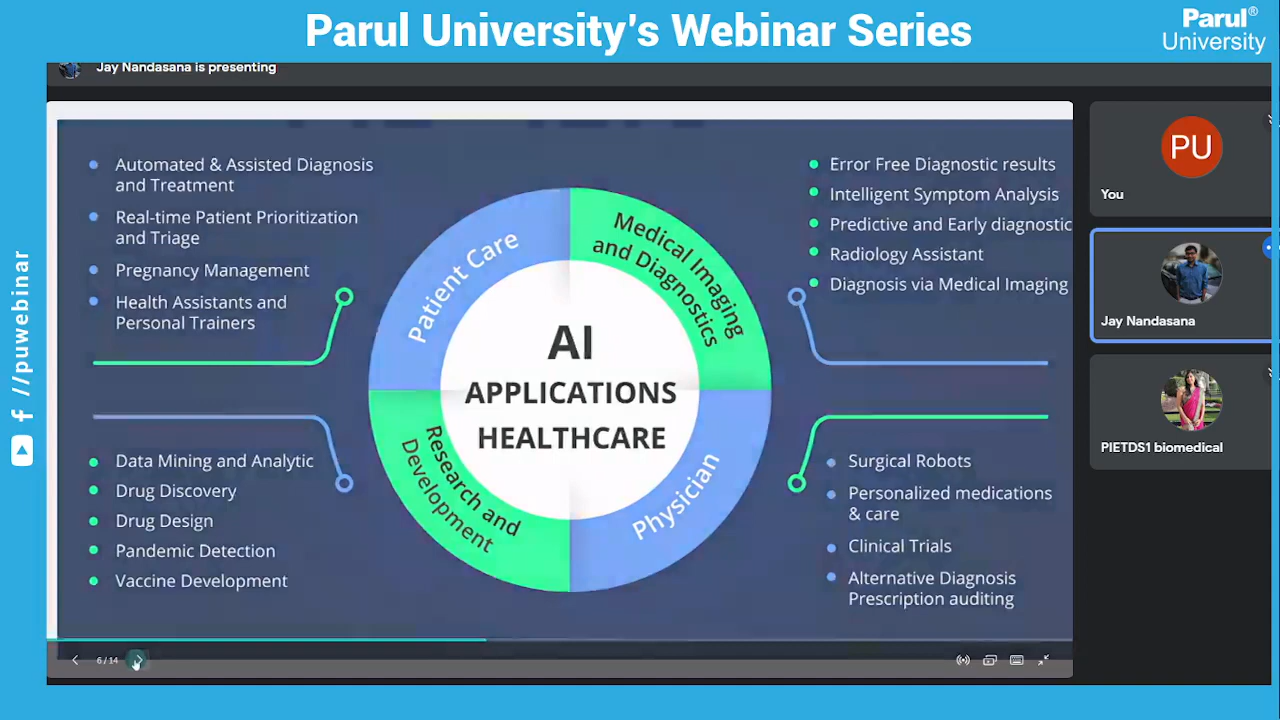 Parul University's Webinar Series
Parul®
University
Jay Nandasana is presenting
Automated & Assisted Diagnosis
and Treatment
Real-time Patient Prioritization
and Triage
Pregnancy Management
Health Assistants and
Personal Trainers
Data Mining and Analytic
Drug Discovery
Drug Design
Pandemic Detection
Vaccine Development
Patient Care
Medical Imaging
and Diagnostics
Research and
Development
Physician
AI
APPLICATIONS
HEALTHCARE
Error Free Diagnostic results
Intelligent Symptom Analysis
Predictive and Early diagnostic
Radiology Assistant
Diagnosis via Medical Imaging
Surgical Robots
Personalized medications
& care
Clinical Trials
Alternative Diagnosis
Prescription auditing
6 / 14
PU
You
Jay Nandasana
PIETDS1 biomedical
//puwebinar